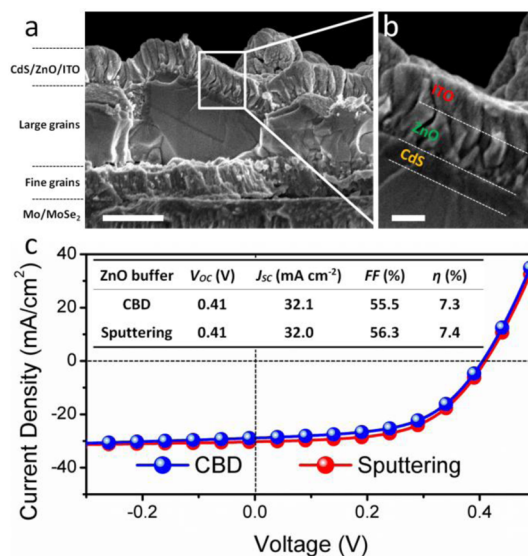 a
CdS/ZnO/ITO
Large grains
Fine grains
Mo/MoSe₂
b
ITO
ZnO
CdS
c
ZnO buffer V_OC (V) J_SC (mA cm⁻²) FF (%) η (%)
CBD 0.41 32.1 55.5 7.3
Sputtering 0.41 32.0 56.3 7.4
Current Density (mA/cm²)
40
20
0
-20
-40
CBD Sputtering
-0.2 0.0 0.2 0.4
Voltage (V)